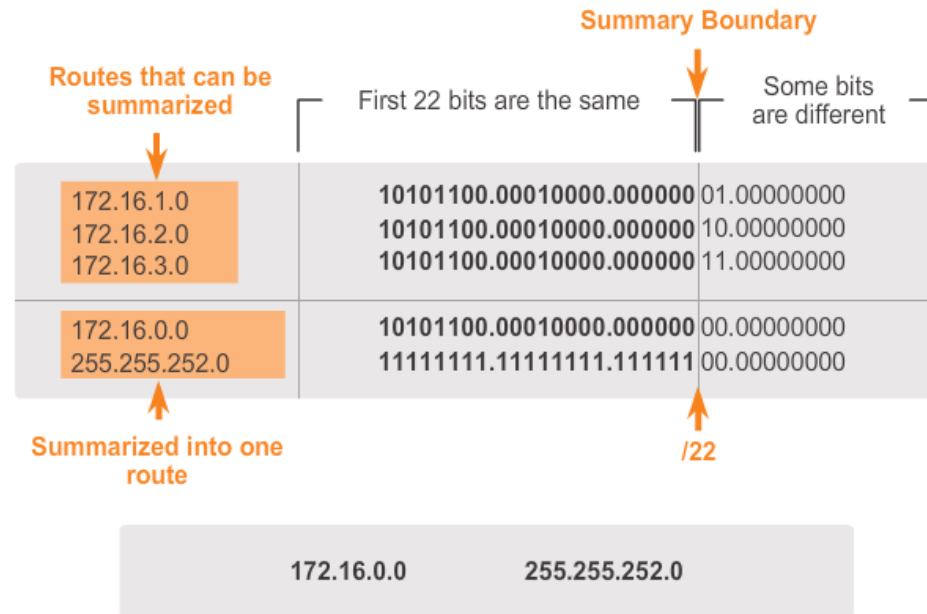 Summary Boundary
Routes that can be
summarized
First 22 bits are the same
Some bits
are different
172.16.1.0 10101100.00010000.000000 01.00000000
172.16.2.0 10101100.00010000.000000 10.00000000
172.16.3.0 10101100.00010000.000000 11.00000000
172.16.0.0 10101100.00010000.000000 00.00000000
255.255.252.0 11111111.11111111.111111 00.00000000
Summarized into one
route
/22
172.16.0.0 255.255.252.0